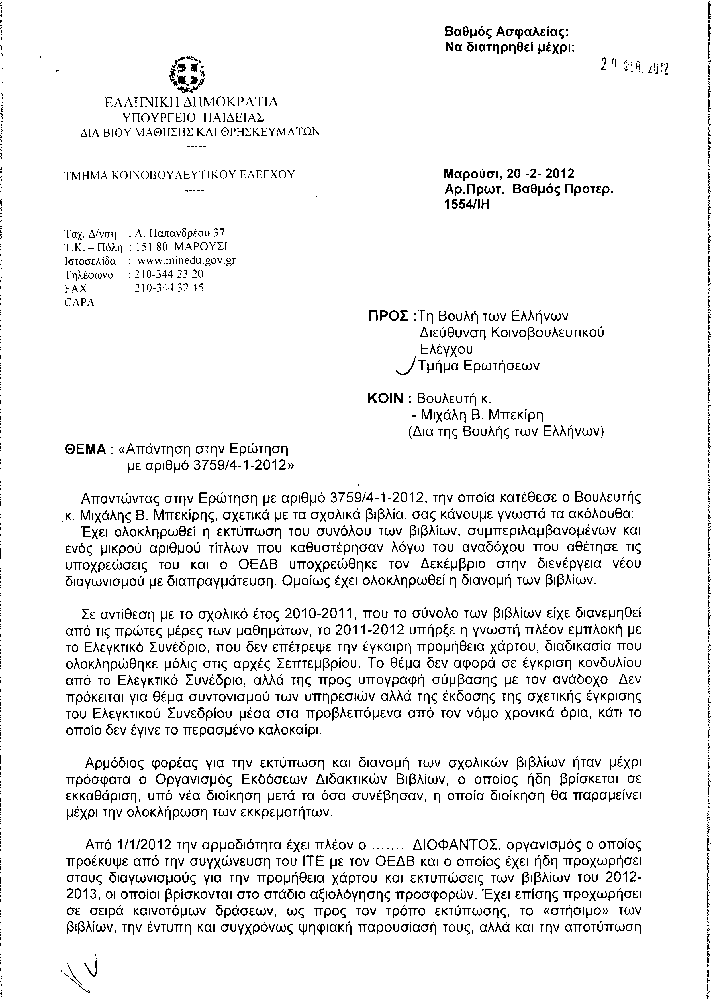 Βαθμός Ασφαλείας:
Να διατηρηθεί μέχρι:
ΕΛΛΗΝΙΚΗ ΔΗΜΟΚΡΑΤΙΑ
ΥΠΟΥΡΓΕΙΟ ΠΑΙΔΕΙΑΣ
ΔΙΑ ΒΙΟΥ ΜΑΘΗΣΗΣ ΚΑΙ ΘΡΗΣΚΕΥΜΑΤΩΝ
-----
ΤΜΗΜΑ ΚΟΙΝΟΒΟΥΛΕΥΤΙΚΟΥ ΕΛΕΓΧΟΥ
-----
Μαρούσι, 20 -2- 2012
Αρ.Πρωτ. Βαθμός Προτερ.
1554/ΙΗ
Ταχ. Δ/νση : Α. Παπανδρέου 37
Τ.Κ. – Πόλη : 151 80 ΜΑΡΟΥΣΙ
Ιστοσελίδα : www.minedu.gov.gr
Τηλέφωνο : 210-344 23 20
FAX : 210-344 32 45
CAPA
ΠΡΟΣ :Τη Βουλή των Ελλήνων
Διεύθυνση Κοινοβουλευτικού
Ελέγχου
Τμήμα Ερωτήσεων
ΚΟΙΝ : Βουλευτή κ.
- Μιχάλη Β. Μπεκίρη
(Δια της Βουλής των Ελλήνων)
ΘΕΜΑ : «Απάντηση στην Ερώτηση
με αριθμό 3759/4-1-2012»
Απαντώντας στην Ερώτηση με αριθμό 3759/4-1-2012, την οποία κατέθεσε ο Βουλευτής
κ. Μιχάλης Β. Μπεκίρης, σχετικά με τα σχολικά βιβλία, σας κάνουμε γνωστά τα ακόλουθα:
Έχει ολοκληρωθεί η εκτύπωση του συνόλου των βιβλίων, συμπεριλαμβανομένων και
ενός μικρού αριθμού τίτλων που καθυστέρησαν λόγω του αναδόχου που αθέτησε τις
υποχρεώσεις του και ο ΟΕΔΒ υποχρεώθηκε τον Δεκέμβριο στην διενέργεια νέου
διαγωνισμού με διαπραγμάτευση. Ομοίως έχει ολοκληρωθεί η διανομή των βιβλίων.
Σε αντίθεση με το σχολικό έτος 2010-2011, που το σύνολο των βιβλίων είχε διανεμηθεί
από τις πρώτες μέρες των μαθημάτων, το 2011-2012 υπήρξε η γνωστή πλέον εμπλοκή με
το Ελεγκτικό Συνέδριο, που δεν επέτρεψε την έγκαιρη προμήθεια χάρτου, διαδικασία που
ολοκληρώθηκε μόλις στις αρχές Σεπτεμβρίου. Το θέμα δεν αφορά σε έγκριση κονδυλίου
από το Ελεγκτικό Συνέδριο, αλλά της προς υπογραφή σύμβασης με τον ανάδοχο. Δεν
πρόκειται για θέμα συντονισμού των υπηρεσιών αλλά της έκδοσης της σχετικής έγκρισης
του Ελεγκτικού Συνεδρίου μέσα στα προβλεπόμενα από τον νόμο χρονικά όρια, κάτι το
οποίο δεν έγινε το περασμένο καλοκαίρι.
Αρμόδιος φορέας για την εκτύπωση και διανομή των σχολικών βιβλίων ήταν μέχρι
πρόσφατα ο Οργανισμός Εκδόσεων Διδακτικών Βιβλίων, ο οποίος ήδη βρίσκεται σε
εκκαθάριση, υπό νέα διοίκηση μετά τα όσα συνέβησαν, η οποία διοίκηση θα παραμείνει
μέχρι την ολοκλήρωση των εκκρεμοτήτων.
Από 1/1/2012 την αρμοδιότητα έχει πλέον ο ........ ΔΙΟΦΑΝΤΟΣ, οργανισμός ο οποίος
προέκυψε από την συγχώνευση του ΙΤΕ με τον ΟΕΔΒ και ο οποίος έχει ήδη προχωρήσει
στους διαγωνισμούς για την προμήθεια χάρτου και εκτυπώσεις των βιβλίων του 2012-
2013, οι οποίοι βρίσκονται στο στάδιο αξιολόγησης προσφορών. Έχει επίσης προχωρήσει
σε σειρά καινοτόμων δράσεων, ως προς τον τρόπο εκτύπωσης, το «στήσιμο» των
βιβλίων, την έντυπη και συγχρόνως ψηφιακή παρουσίασή τους, αλλά και την αποτύπωση